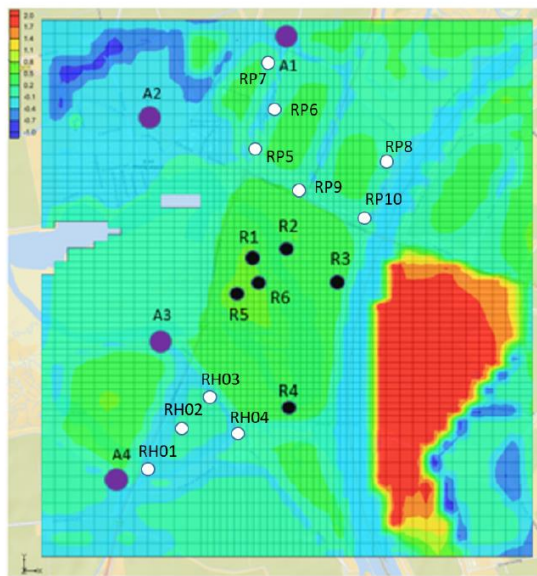 2.0
1.7
1.4
1.1
0.8
0.5
0.2
-0.1
-0.4
-0.7
-1.0
A1
RP7
A2
RP6
RP5
RP8
RP9
RP10
R2
R1
R3
R6
R5
A3
RH03
R4
RH02
RH04
A4
RH01
Y
X